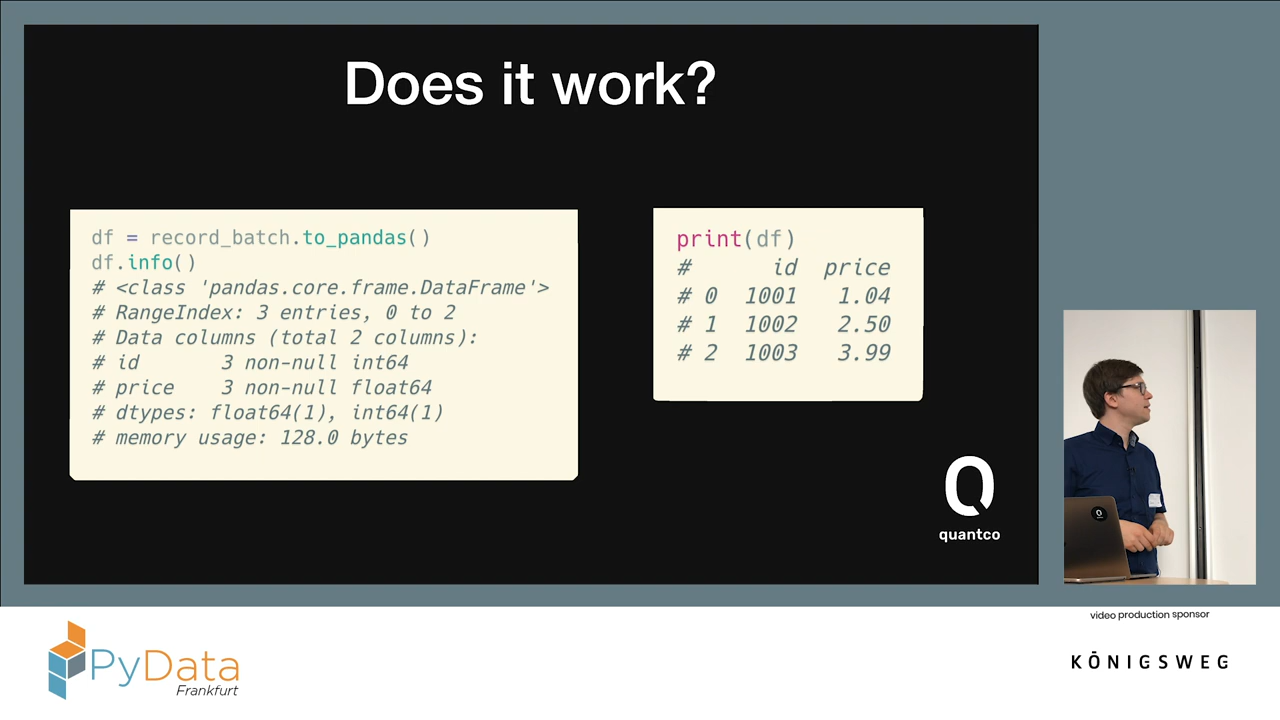 Does it work?
df = record_batch.to_pandas()
df.info()
# <class 'pandas.core.frame.DataFrame'>
# RangeIndex: 3 entries, 0 to 2
# Data columns (total 2 columns):
# id       3 non-null int64
# price    3 non-null float64
# dtypes: float64(1), int64(1)
# memory usage: 128.0 bytes
print(df)
#       id  price
# 0  1001   1.04
# 1  1002   2.50
# 2  1003   3.99
quantco
video production sponsor
KÖNIGSWEG
PyData
Frankfurt